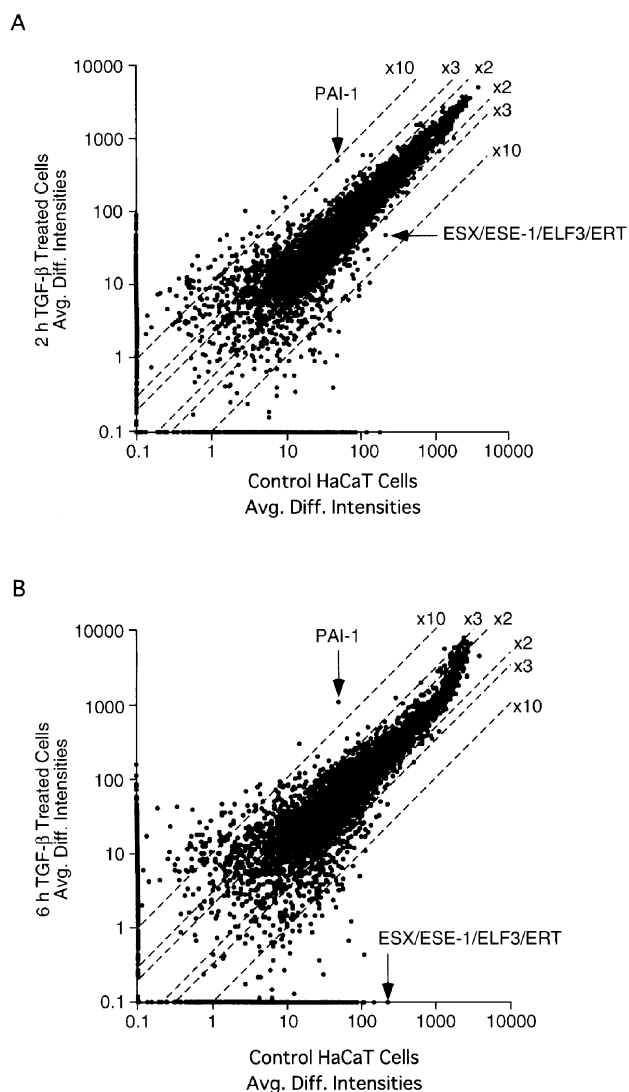 A
10000
1000
100
10
1
0.1
2 h TGF-β Treated Cells
Avg. Diff. Intensities
x10
x3
x2
x2
x3
x10
PAI-1
ESX/ESE-1/ELF3/ERT
0.1
1
10
100
1000
10000
Control HaCaT Cells
Avg. Diff. Intensities
B
10000
1000
100
10
1
0.1
6 h TGF-β Treated Cells
Avg. Diff. Intensities
x10
x3
x2
x2
x3
x10
PAI-1
ESX/ESE-1/ELF3/ERT
0.1
1
10
100
1000
10000
Control HaCaT Cells
Avg. Diff. Intensities